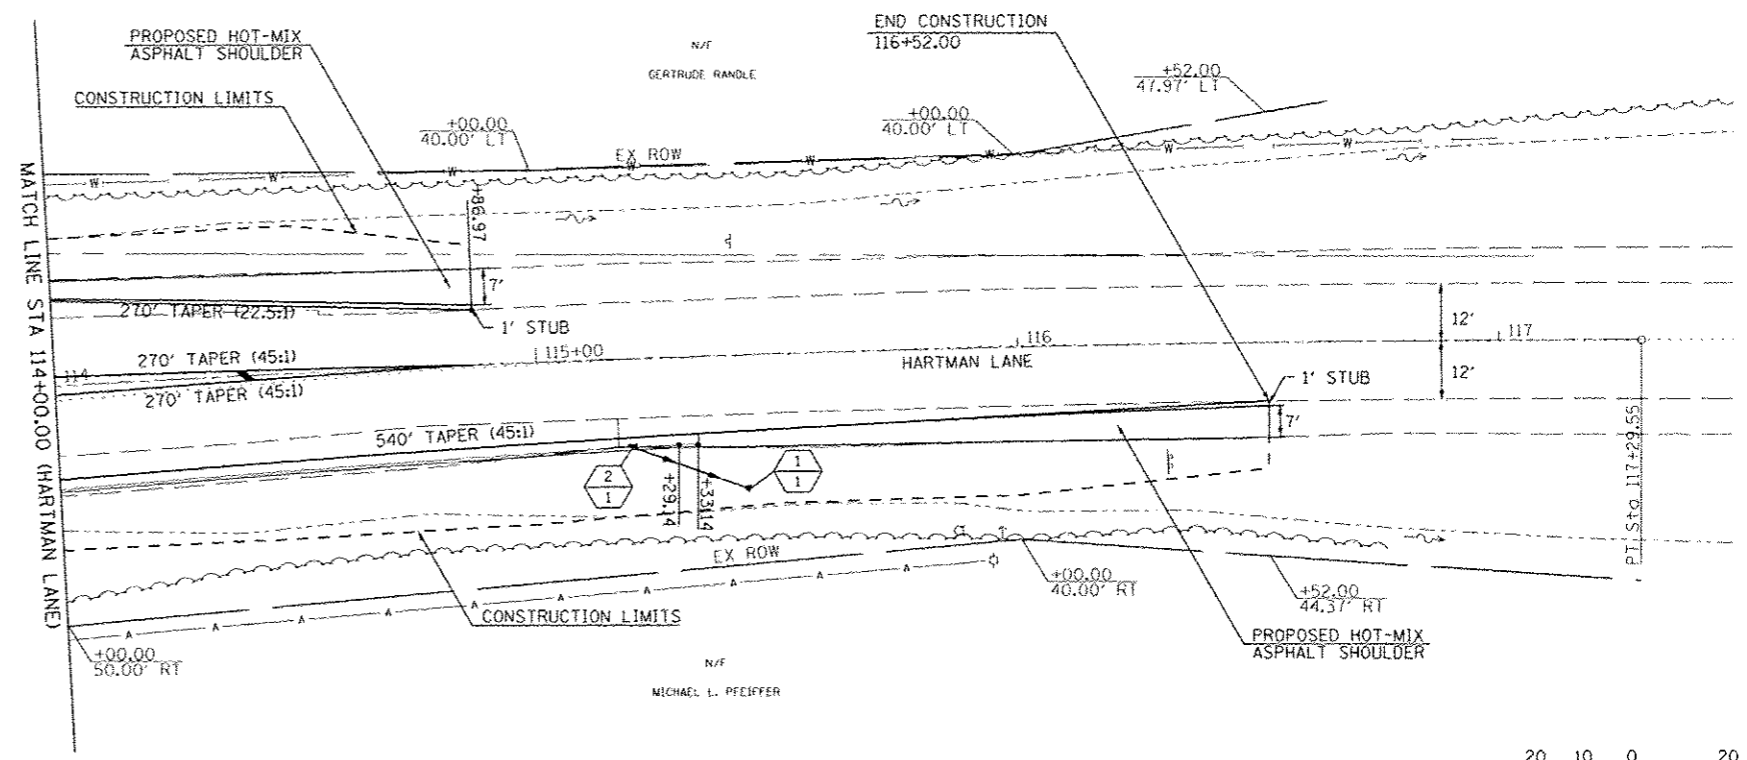 END CONSTRUCTION
116+52.00
PROPOSED HOT-MIX
ASPHALT SHOULDER
N/F
GERTRUDE RANDLE
CONSTRUCTION LIMITS
+52.00
47.97' LT
+00.00
40.00' LT
+00.00
40.00' LT
EX ROW
W W W W W W W W
MATCH LINE STA 114+00.00 (HARTMAN LANE)
+86.97
7'
270' TAPER (22.5:1)
1' STUB
12'
270' TAPER (45:1)
114
115+00
116
117
HARTMAN LANE
270' TAPER (45:1)
12'
1' STUB
540' TAPER (45:1)
7'
2
1
1
1
+29.14
+33.14
PT Sta 117+29.55
EX ROW
A A A A A A A A A A
CONSTRUCTION LIMITS
+00.00
40.00' RT
+52.00
44.37' RT
PROPOSED HOT-MIX
ASPHALT SHOULDER
+00.00
50.00' RT
N/F
MICHAEL L. PFEIFFER
20 10 0 20